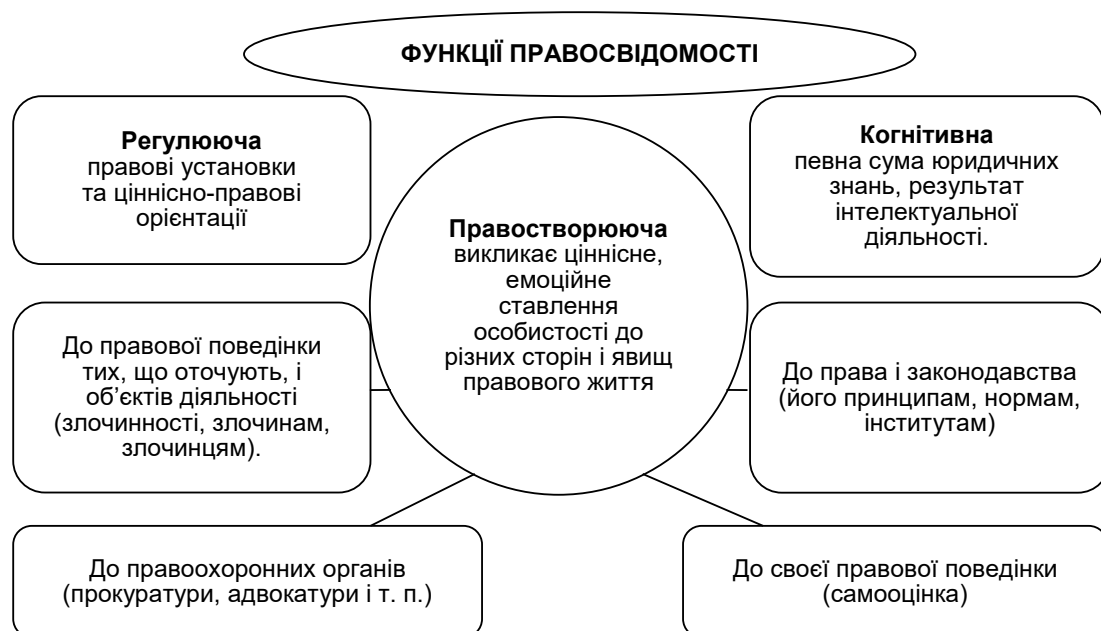 ФУНКЦІЇ ПРАВОСВІДОМОСТІ
Регулююча
правові установки
та ціннісно-правові
орієнтації
Правостворююча
викликає ціннісне,
емоційне
ставлення
особистості до
різних сторін і явищ
правового життя
Когнітивна
певна сума юридичних
знань, результат
інтелектуальної
діяльності.
До правової поведінки
тих, що оточують, і
об’єктів діяльності
(злочинності, злочинам,
злочинцям).
До права і законодавства
(його принципам, нормам,
інститутам)
До правоохоронних органів
(прокуратури, адвокатури і т. п.)
До своєї правової поведінки
(самооцінка)